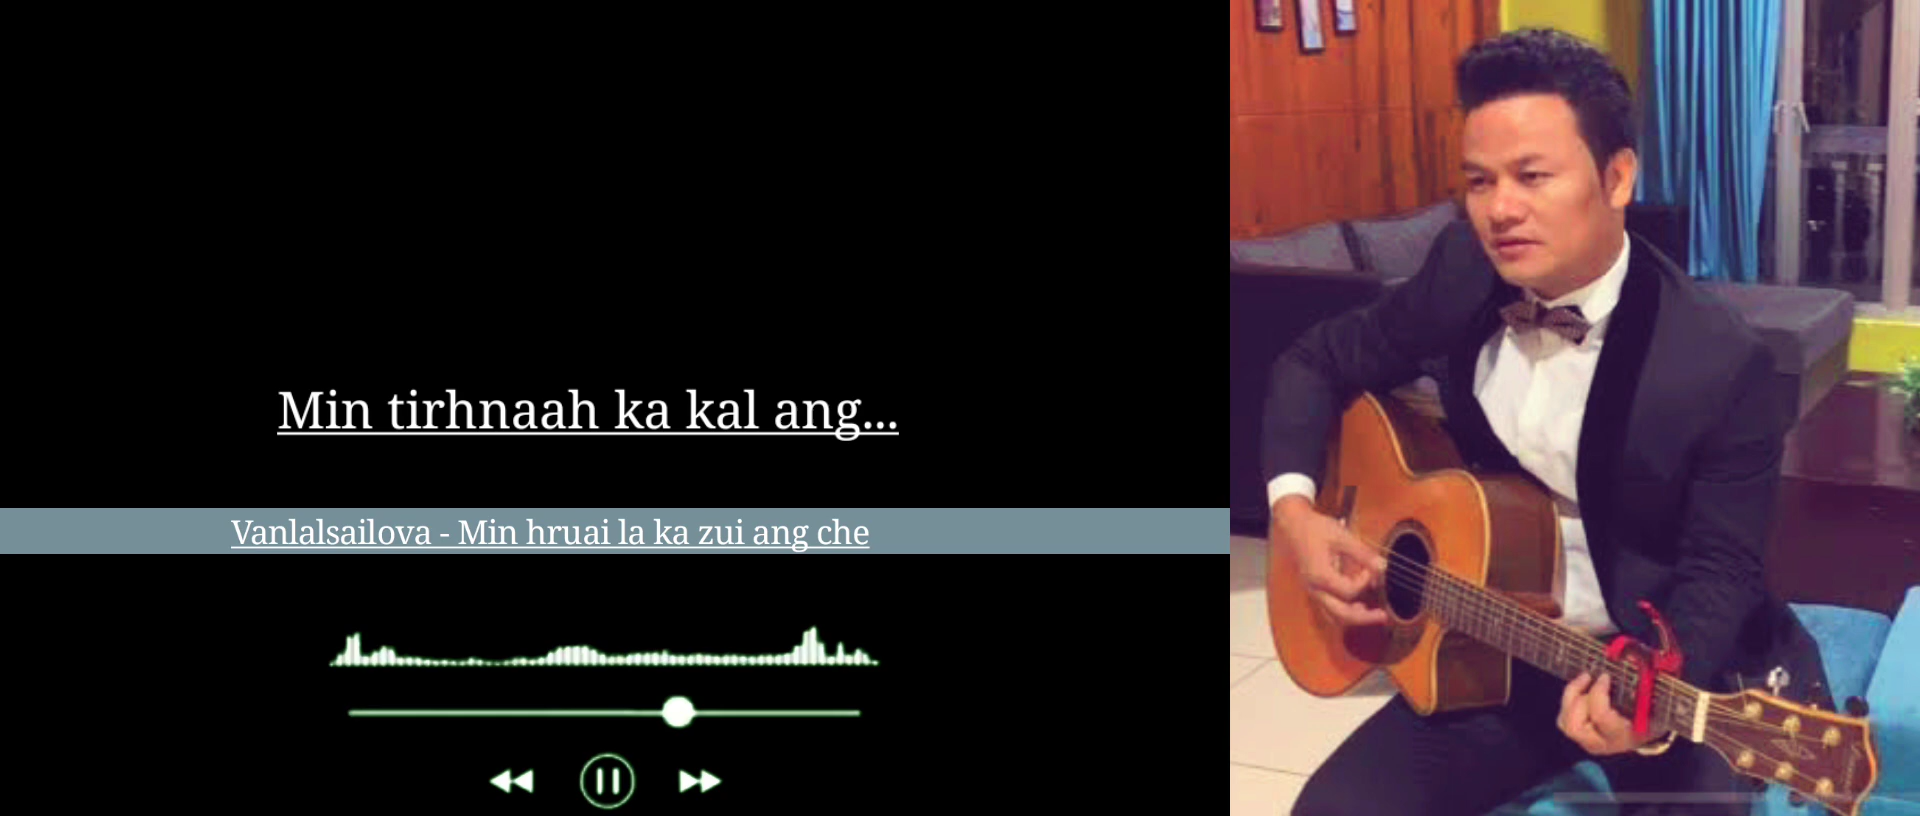 Min tirhnaah ka kal ang...
Vanlalsailova - Min hruai la ka zui ang che